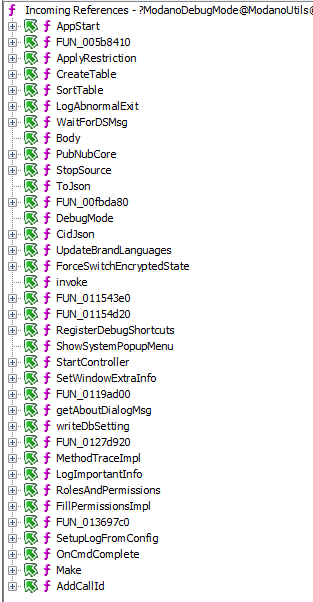 f Incoming References - ?ModanoDebugMode@ModanoUtils@
f AppStart
f FUN_005b8410
f ApplyRestriction
f CreateTable
f SortTable
f LogAbnormalExit
f WaitForDSMsg
f Body
f PubNubCore
f StopSource
f ToJson
f FUN_00fbda80
f DebugMode
f CidJson
f UpdateBrandLanguages
f ForceSwitchEncryptedState
f invoke
f FUN_011543e0
f FUN_01154d20
f RegisterDebugShortcuts
f ShowSystemPopupMenu
f StartController
f SetWindowExtraInfo
f FUN_0119ad00
f getAboutDialogMsg
f writeDbSetting
f FUN_0127d920
f MethodTraceImpl
f LogImportantInfo
f RolesAndPermissions
f FillPermissionsImpl
f FUN_013697c0
f SetupLogFromConfig
f OnCmdComplete
f Make
f AddCallId